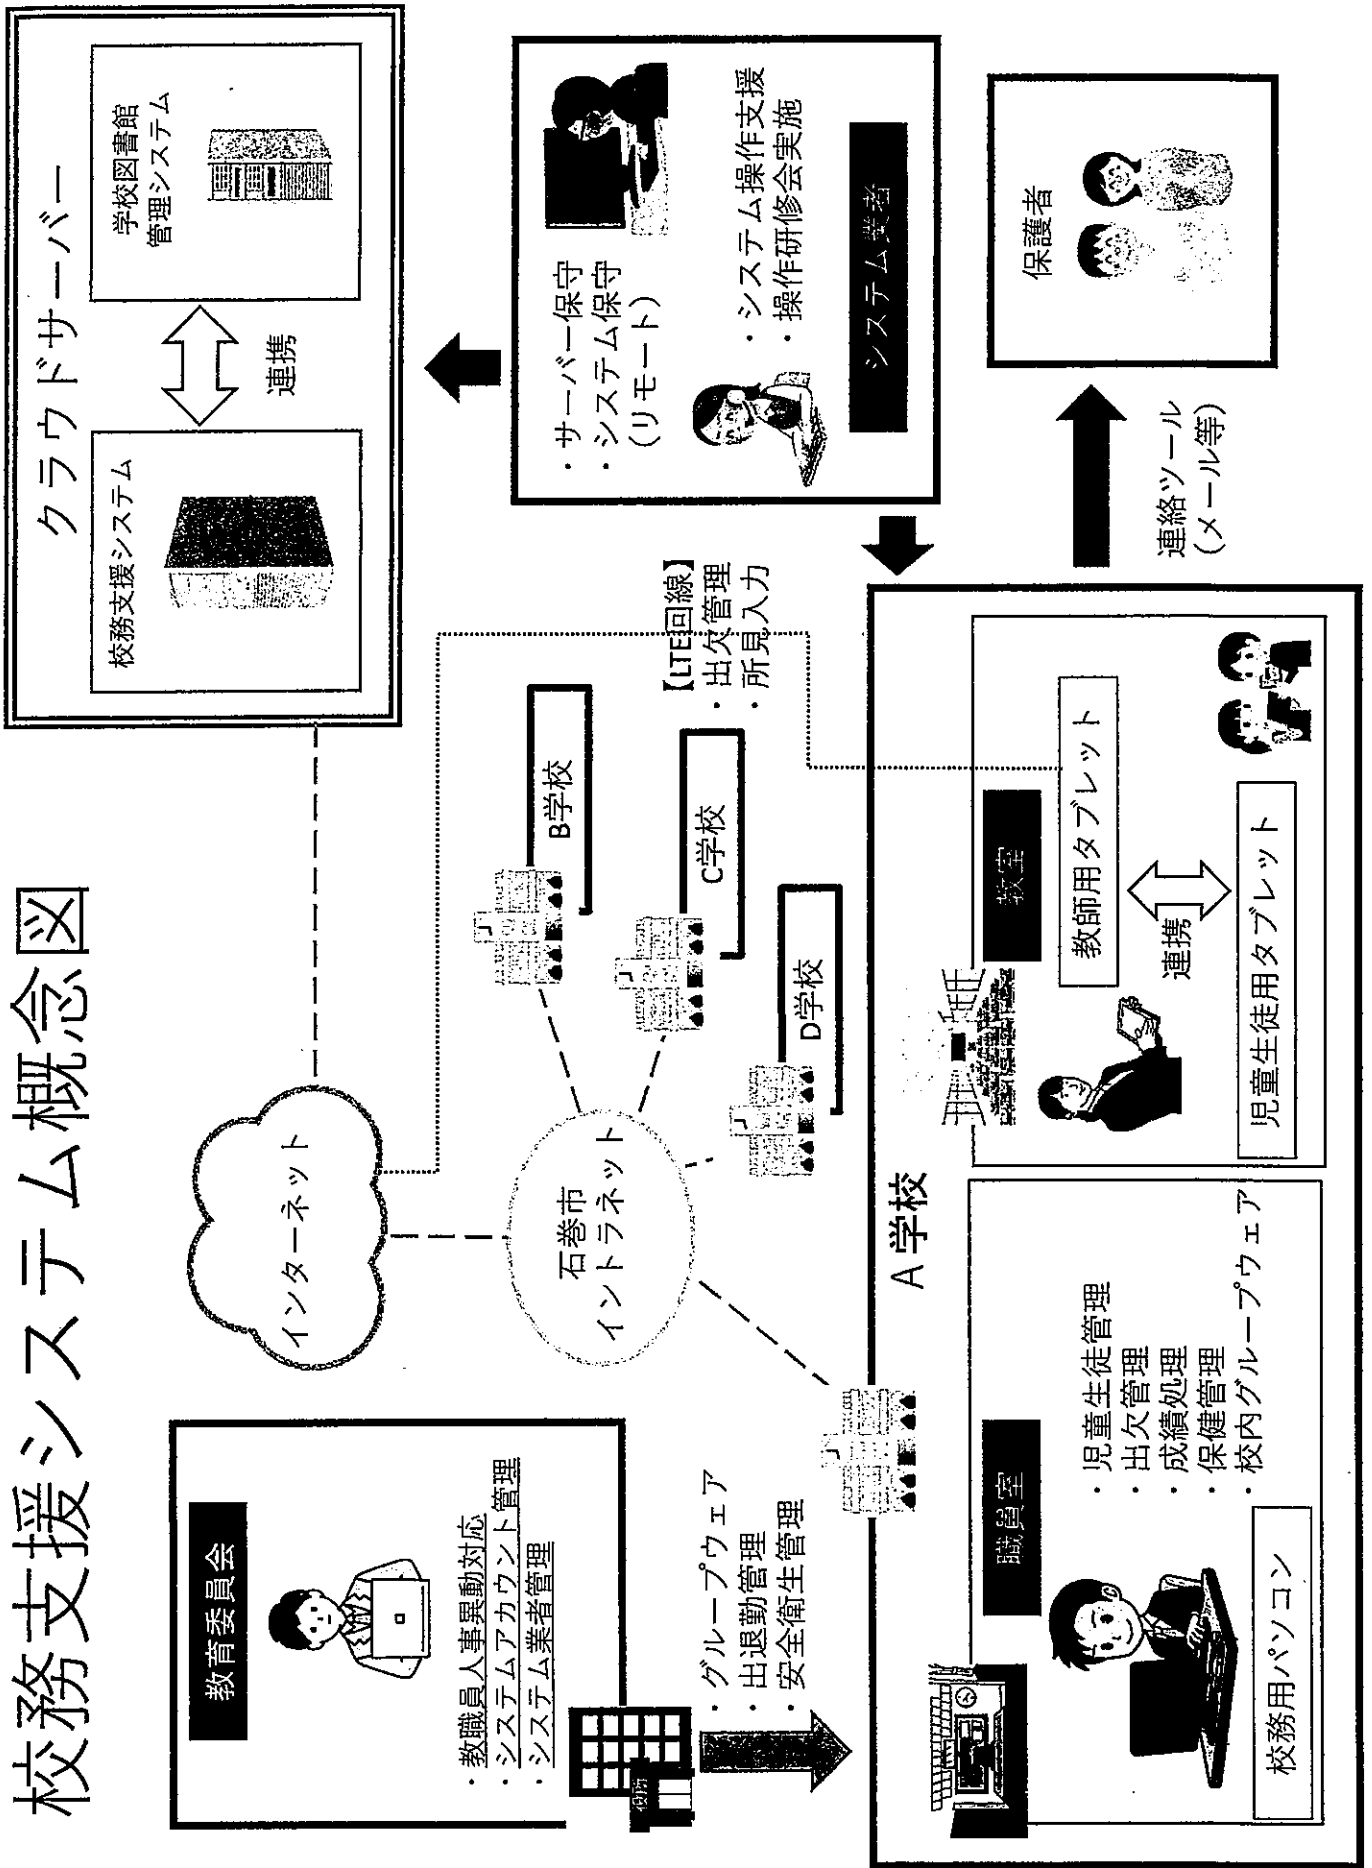 校務支援システム概念図
教育委員会
・教職員人事異動対応
・システムアカウント管理
・システム業者管理
役所
・グループウェア
・出退勤管理
・安全衛生管理
インターネット
石巻市
イントラネット
B学校
C学校
D学校
クラウドサーバー
校務支援システム
連携
学校図書館
管理システム
・サーバー保守
・システム保守
(リモート)
・システム操作支援
・操作研修会実施
システム業者
【LTE回線】
・出欠管理
・所見入力
A学校
職員室
・児童生徒管理
・出欠管理
・成績処理
・保健管理
・校内グループウェア
校務用パソコン
教室
教師用タブレット
連携
児童生徒用タブレット
連絡ツール
(メール等)
保護者